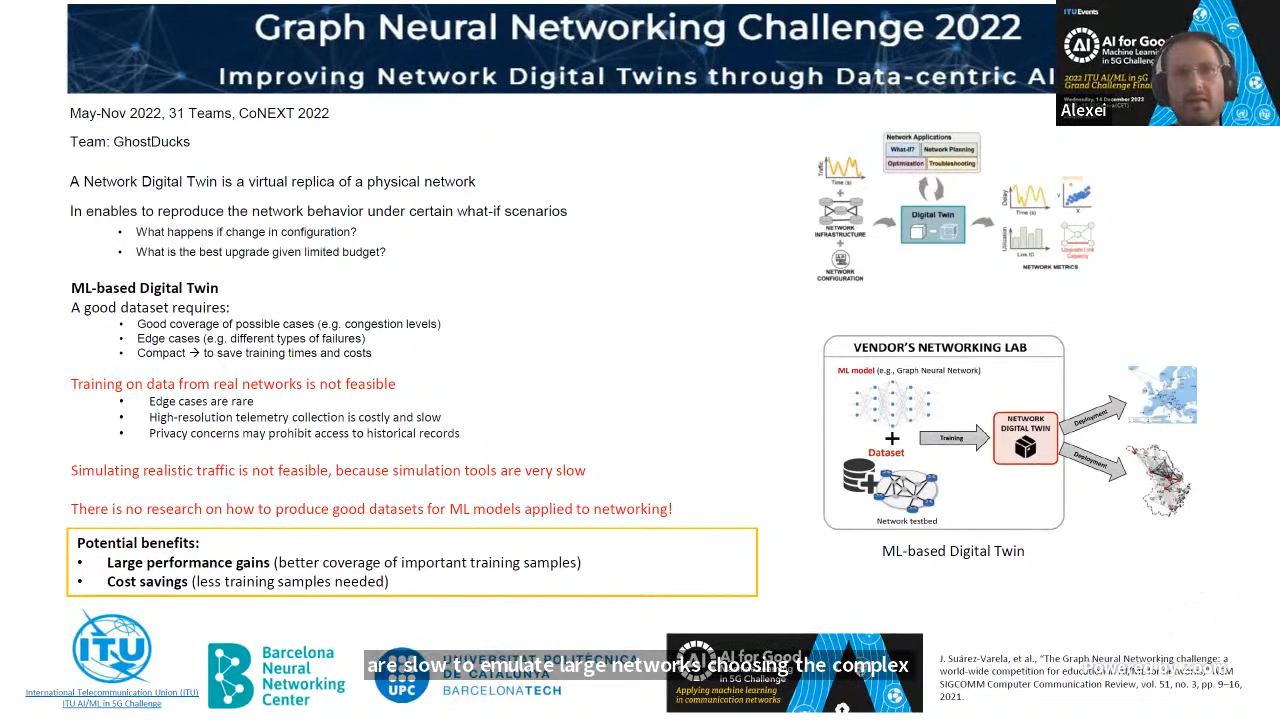 Graph Neural Networking Challenge 2022
Improving Network Digital Twins through Data-centric AI
ITUEvents
AI for Good
Machine Learning
in 5G Challenge
2022 ITU AI/ML in 5G
Grand Challenge Final
Wednesday, 14 December 2022
Alexei
May-Nov 2022, 31 Teams, CoNEXT 2022
Team: GhostDucks
A Network Digital Twin is a virtual replica of a physical network
In enables to reproduce the network behavior under certain what-if scenarios
• What happens if change in configuration?
• What is the best upgrade given limited budget?
ML-based Digital Twin
A good dataset requires:
• Good coverage of possible cases (e.g. congestion levels)
• Edge cases (e.g. different types of failures)
• Compact → to save training times and costs
Training on data from real networks is not feasible
• Edge cases are rare
• High-resolution telemetry collection is costly and slow
• Privacy concerns may prohibit access to historical records
Simulating realistic traffic is not feasible, because simulation tools are very slow
There is no research on how to produce good datasets for ML models applied to networking!
Potential benefits:
• Large performance gains (better coverage of important training samples)
• Cost savings (less training samples needed)
Network Applications
What-if? Network Planning
Optimization Troubleshooting
Traffic
Time (s)
+
NETWORK
INFRASTRUCTURE
+
NETWORK
CONFIGURATION
Digital Twin
Delay
Time (s)
Y
X
Utilization
Link ID
Upgrade Link
Capacity
NETWORK METRICS
VENDOR'S NETWORKING LAB
ML model (e.g., Graph Neural Network)
+
Dataset
Network testbed
Training
NETWORK
DIGITAL TWIN
Deployment
Deployment
ML-based Digital Twin
ITU
International Telecommunication Union (ITU)
ITU AI/ML in 5G Challenge
Barcelona
Neural
Networking
Center
UPC
UNIVERSITAT POLITÈCNICA
DE CATALUNYA
BARCELONATECH
AI for Good
in 5G Challenge
Applying machine learning
in communication networks
are slow to emulate large networks choosing the complex
J. Suárez-Varela, et al., "The Graph Neural Networking challenge: a
world-wide competition for education in AI/ML for networks," ACM
SIGCOMM Computer Communication Review, vol. 51, no. 3, pp. 9–16,
2021.
Powered by Zoom